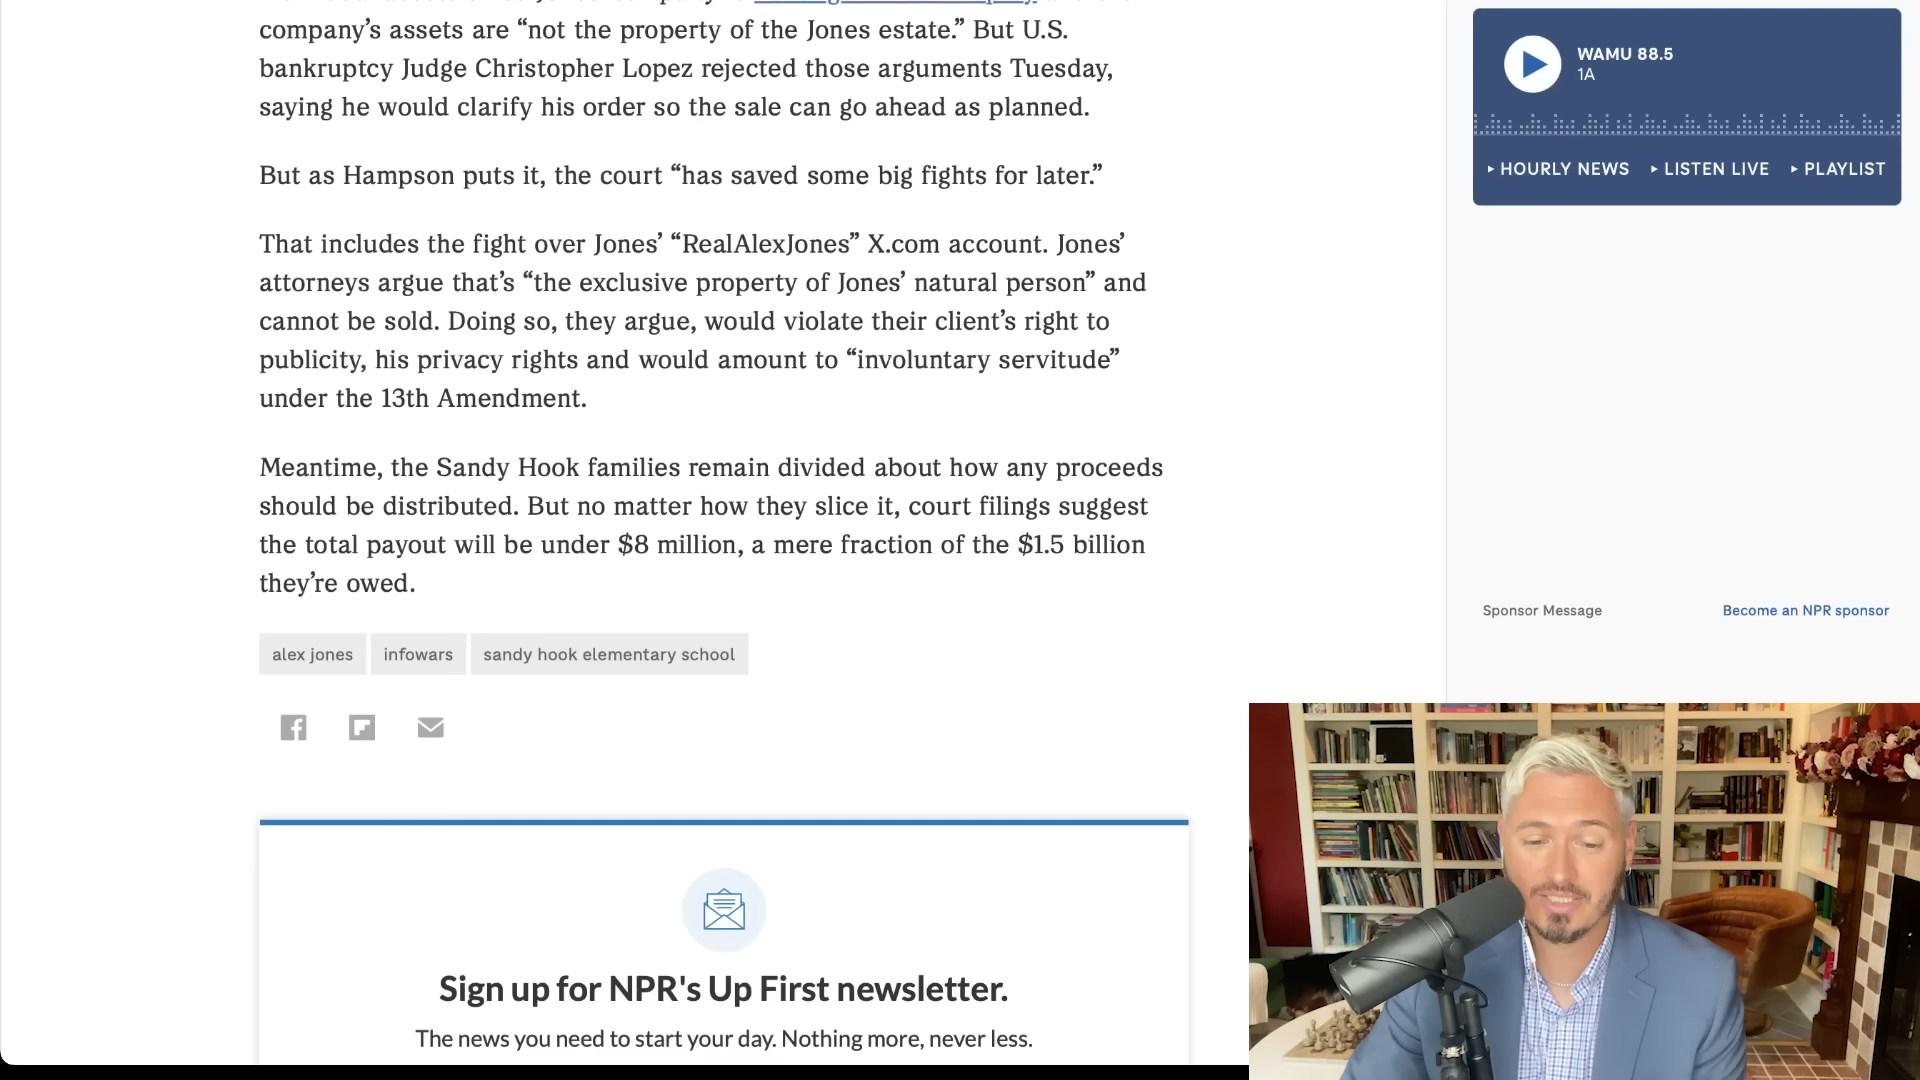 company’s assets are “not the property of the Jones estate.” But U.S.
bankruptcy Judge Christopher Lopez rejected those arguments Tuesday,
saying he would clarify his order so the sale can go ahead as planned.
But as Hampson puts it, the court “has saved some big fights for later.”
That includes the fight over Jones’ “RealAlexJones” X.com account. Jones’
attorneys argue that’s “the exclusive property of Jones’ natural person” and
cannot be sold. Doing so, they argue, would violate their client’s right to
publicity, his privacy rights and would amount to “involuntary servitude”
under the 13th Amendment.
Meantime, the Sandy Hook families remain divided about how any proceeds
should be distributed. But no matter how they slice it, court filings suggest
the total payout will be under $8 million, a mere fraction of the $1.5 billion
they’re owed.
alex jones
infowars
sandy hook elementary school
Sign up for NPR's Up First newsletter.
The news you need to start your day. Nothing more, never less.
WAMU 88.5
1A
HOURLY NEWS
LISTEN LIVE
PLAYLIST
Sponsor Message
Become an NPR sponsor